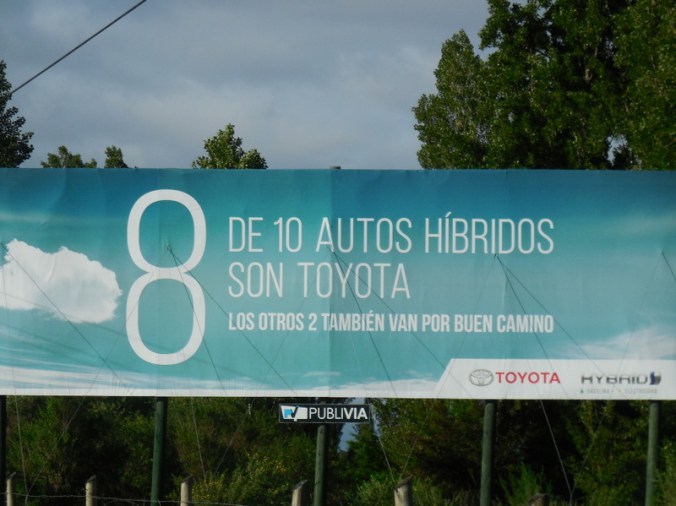 8 DE 10 AUTOS HÍBRIDOS
SON TOYOTA
LOS OTROS 2 TAMBIÉN VAN POR BUEN CAMINO
TOYOTA HYBRID
PUBLIVIA